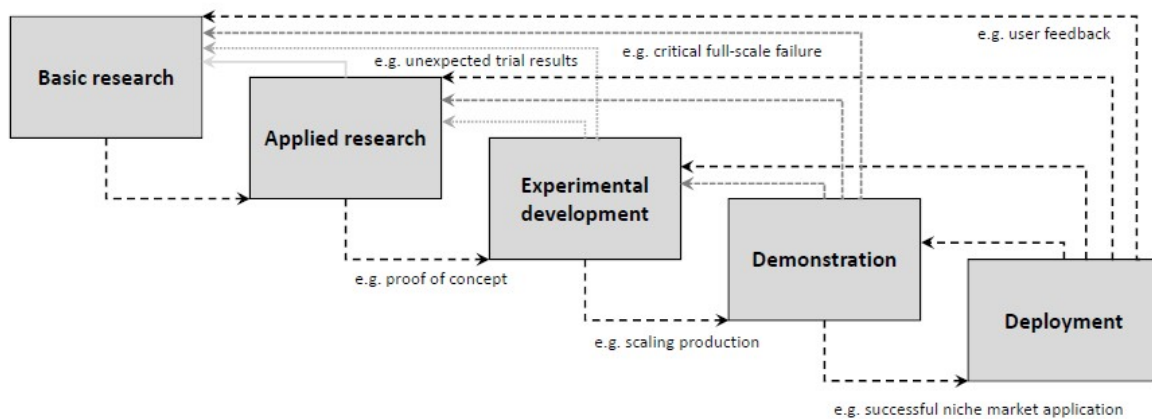 e.g. user feedback
e.g. critical full-scale failure
e.g. unexpected trial results
Basic research
Applied research
Experimental
development
Demonstration
Deployment
e.g. proof of concept
e.g. scaling production
e.g. successful niche market application